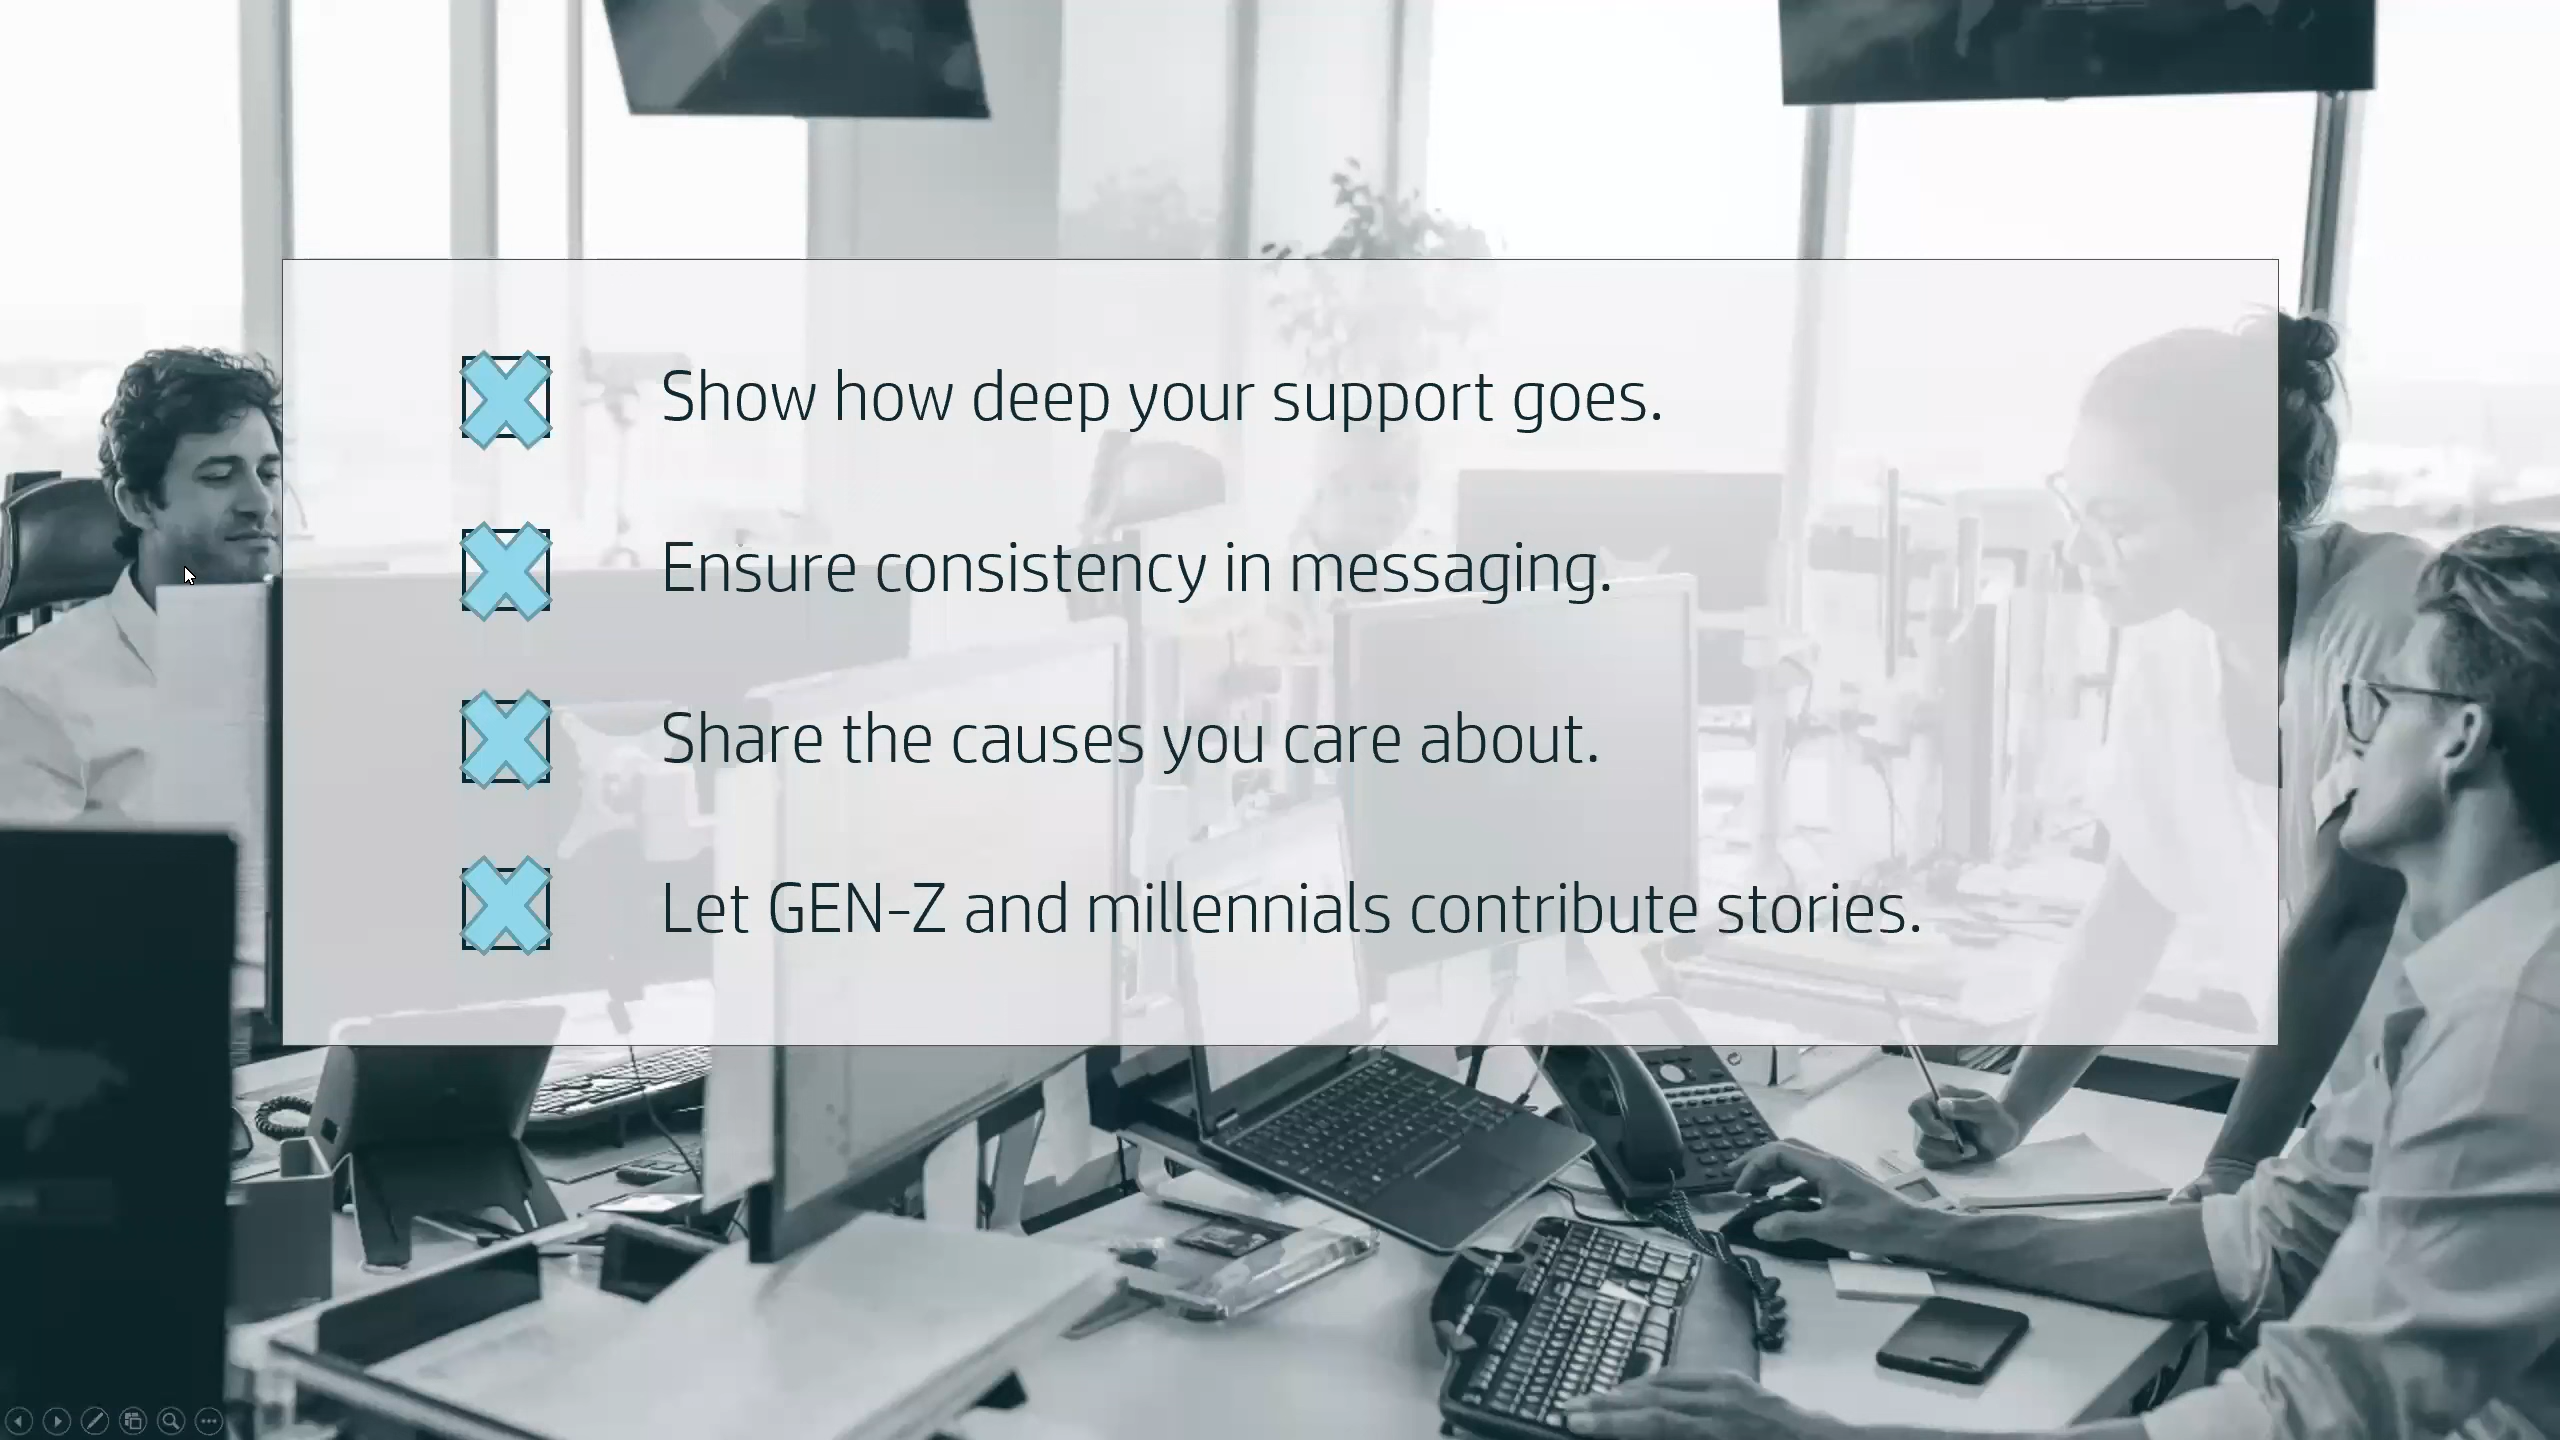 Show how deep your support goes.
Ensure consistency in messaging.
Share the causes you care about.
Let GEN-Z and millennials contribute stories.